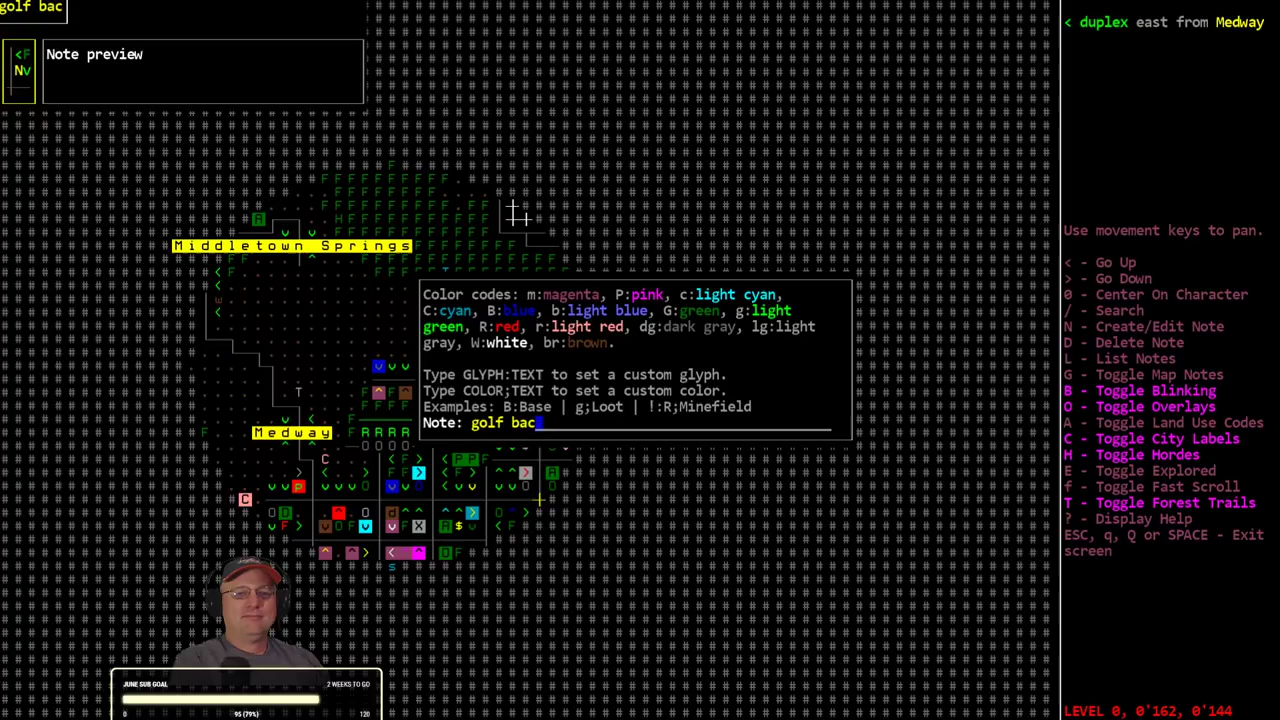 golf bac
Note preview
< duplex east from Medway
Middletown Springs
Medway
Color codes: m:magenta, P:pink, c:light cyan,
C:cyan, B:blue, b:light blue, G:green, g:light
green, R:red, r:light red, dg:dark gray, lg:light
gray, W:white, br:brown.
Type GLYPH:TEXT to set a custom glyph.
Type COLOR;TEXT to set a custom color.
Examples: B:Base | g;Loot | !:R;Minefield
Note: golf bac
Use movement keys to pan.
< - Go Up
> - Go Down
0 - Center On Character
/ - Search
N - Create/Edit Note
D - Delete Note
L - List Notes
G - Toggle Map Notes
B - Toggle Blinking
O - Toggle Overlays
A - Toggle Land Use Codes
C - Toggle City Labels
H - Toggle Hordes
E - Toggle Explored
f - Toggle Fast Scroll
T - Toggle Forest Trails
? - Display Help
ESC, q, Q or SPACE - Exit
screen
JUNE SUB GOAL
2 WEEKS TO GO
0
95 (79%)
120
LEVEL 0, 0'162, 0'144